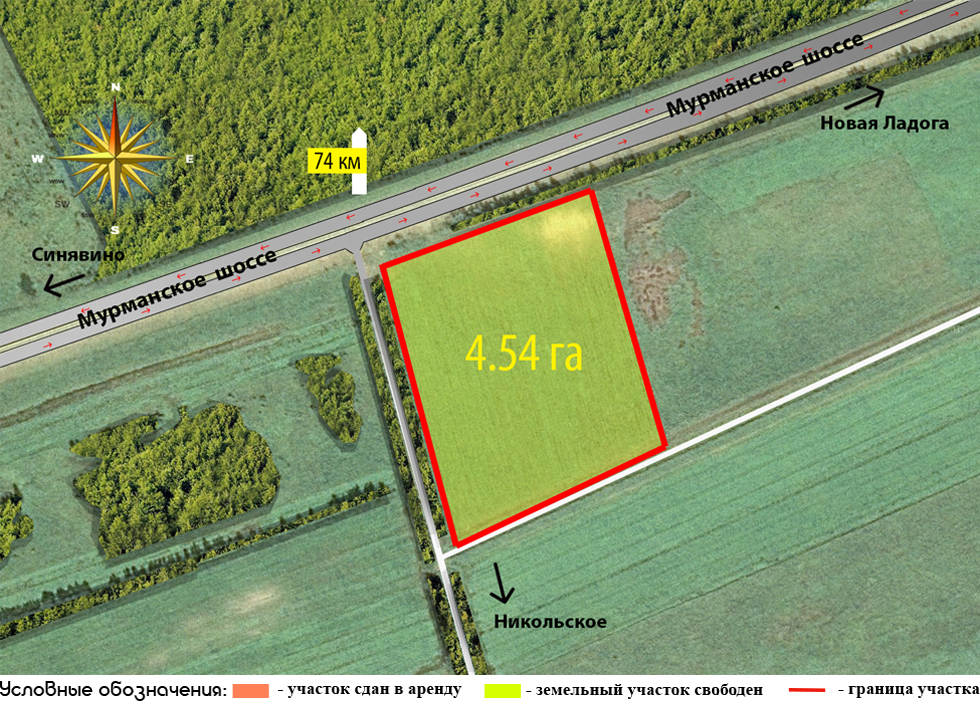 Мурманское шоссе
N
Новая Ладога
74 км
W
E
SW
S
Синявино
Мурманское шоссе
4.54 га
Никольское
Условные обозначения: - участок сдан в аренду - земельный участок свободен - граница участка